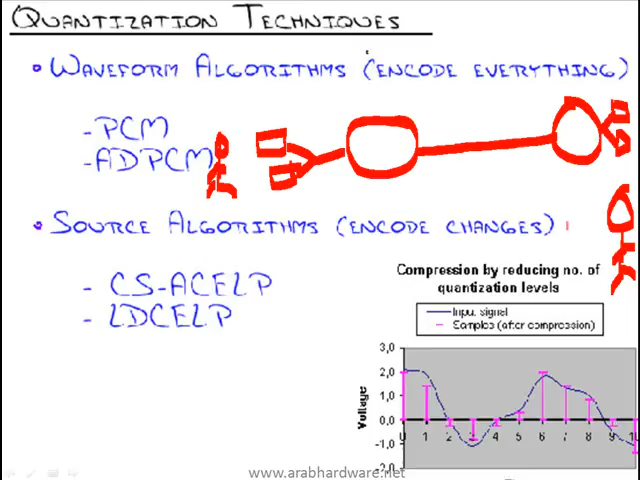 QUANTIZATION TECHNIQUES
• WAVEFORM ALGORITHMS (ENCODE EVERYTHING)
- PCM
- ADPCM
• SOURCE ALGORITHMS (ENCODE CHANGES)
- CS-ACELP
- LDCELP
Compression by reducing no. of
quantization levels
Input signal
Samples (after compression)
Voltage
3,0
2,0
1,0
0,0
-1,0
-2,0
0 1 2 3 4 5 6 7 8 9 10
www.arabhardware.net